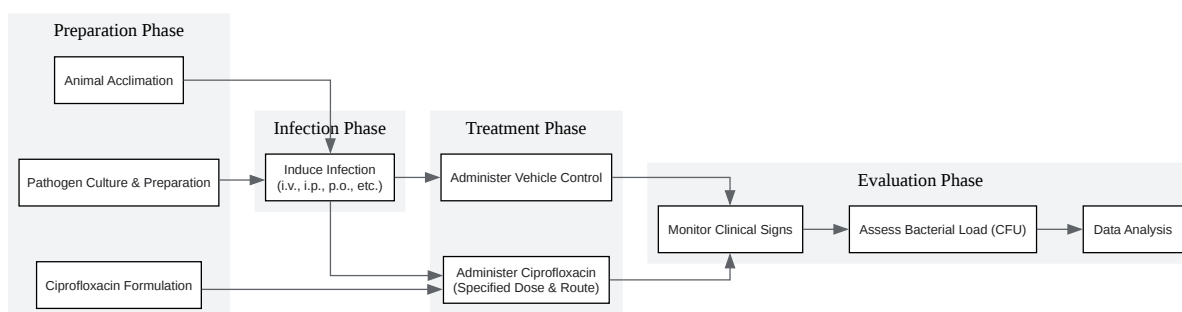 Preparation Phase
Animal Acclimation
Pathogen Culture & Preparation
Ciprofloxacin Formulation
Infection Phase
Induce Infection
(i.v., i.p., p.o., etc.)
Treatment Phase
Administer Vehicle Control
Administer Ciprofloxacin
(Specified Dose & Route)
Evaluation Phase
Monitor Clinical Signs
Assess Bacterial Load (CFU)
Data Analysis